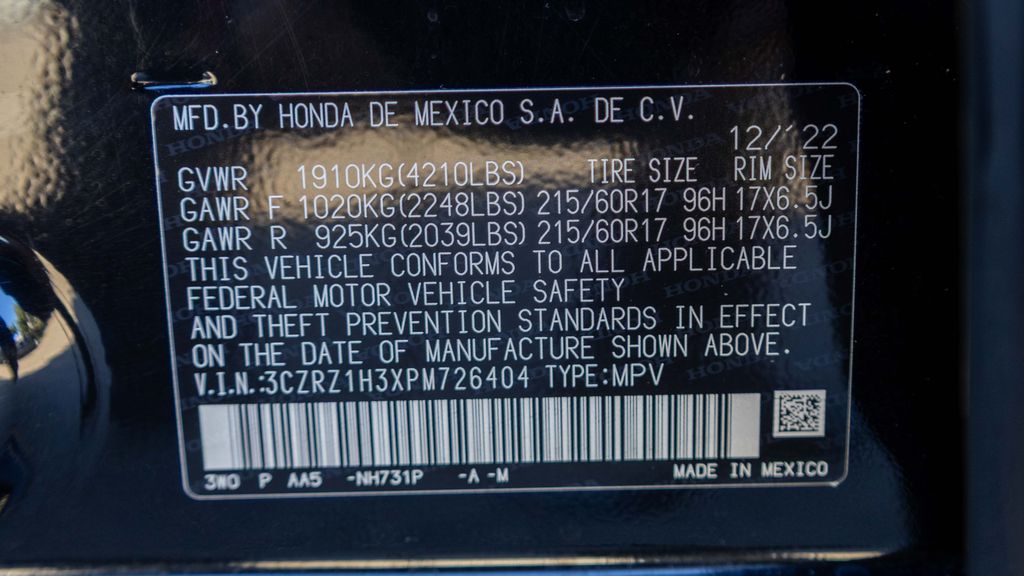 MFD.BY HONDA DE MEXICO S.A. DE C.V.
12/'22
GVWR 1910KG(4210LBS) TIRE SIZE RIM SIZE
GAWR F 1020KG(2248LBS) 215/60R17 96H 17X6.5J
GAWR R 925KG(2039LBS) 215/60R17 96H 17X6.5J
THIS VEHICLE CONFORMS TO ALL APPLICABLE
FEDERAL MOTOR VEHICLE SAFETY
AND THEFT PREVENTION STANDARDS IN EFFECT
ON THE DATE OF MANUFACTURE SHOWN ABOVE.
V.I.N.:3CZRZ1H3XPM726404 TYPE:MPV
3W0 P AA5 -NH731P -A -M MADE IN MEXICO